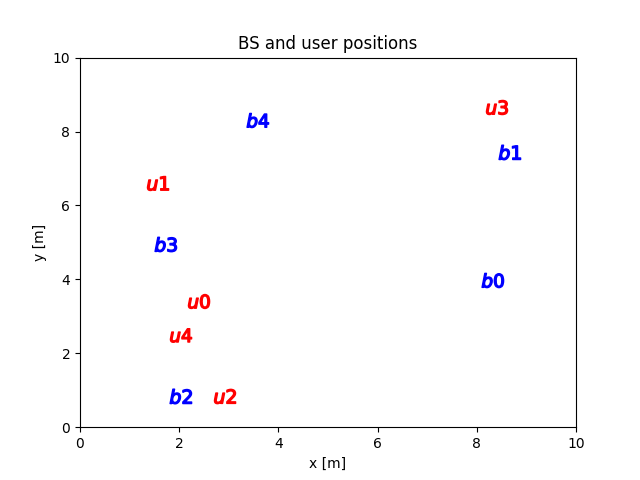 BS and user positions
10
u3
b4
8
b1
u1
6
y [m]
b3
4
b0
u0
u4
2
b2 u2
0
0 2 4 6 8 10
x [m]